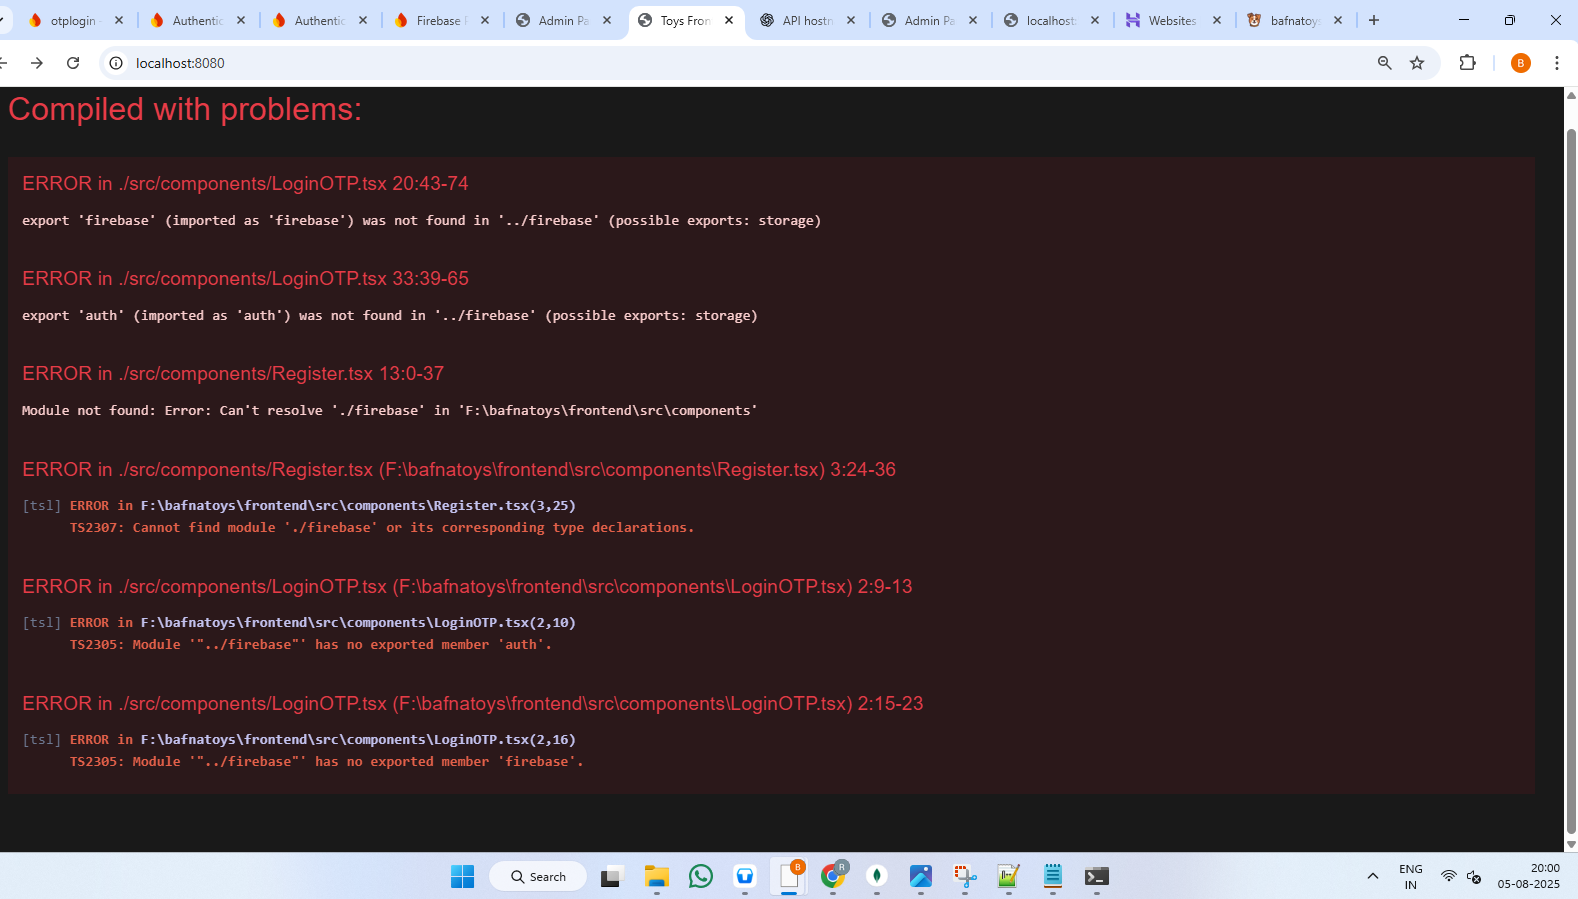 otplogin
Authentic
Authentic
Firebase
Admin Pa
Toys Fron
API hostn
Admin Pa
localhost:
Websites
bafnatoys
localhost:8080
B
Compiled with problems:
ERROR in ./src/components/LoginOTP.tsx 20:43-74
export 'firebase' (imported as 'firebase') was not found in '../firebase' (possible exports: storage)
ERROR in ./src/components/LoginOTP.tsx 33:39-65
export 'auth' (imported as 'auth') was not found in '../firebase' (possible exports: storage)
ERROR in ./src/components/Register.tsx 13:0-37
Module not found: Error: Can't resolve './firebase' in 'F:\bafnatoys\frontend\src\components'
ERROR in ./src/components/Register.tsx (F:\bafnatoys\frontend\src\components\Register.tsx) 3:24-36
[tsl] ERROR in F:\bafnatoys\frontend\src\components\Register.tsx(3,25)
TS2307: Cannot find module './firebase' or its corresponding type declarations.
ERROR in ./src/components/LoginOTP.tsx (F:\bafnatoys\frontend\src\components\LoginOTP.tsx) 2:9-13
[tsl] ERROR in F:\bafnatoys\frontend\src\components\LoginOTP.tsx(2,10)
TS2305: Module '"../firebase"' has no exported member 'auth'.
ERROR in ./src/components/LoginOTP.tsx (F:\bafnatoys\frontend\src\components\LoginOTP.tsx) 2:15-23
[tsl] ERROR in F:\bafnatoys\frontend\src\components\LoginOTP.tsx(2,16)
TS2305: Module '"../firebase"' has no exported member 'firebase'.
Search
B
R
ENG
IN
20:00
05-08-2025